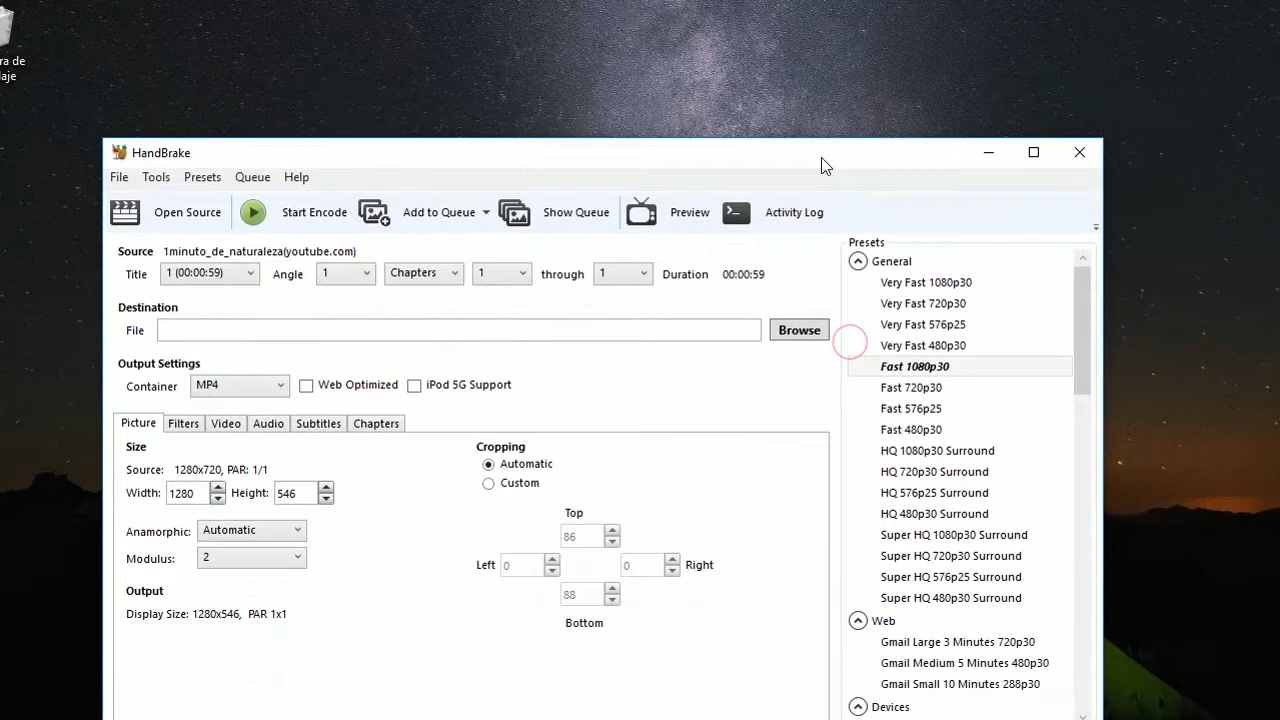 ra de
laje
HandBrake
File Tools Presets Queue Help
Open Source Start Encode Add to Queue Show Queue Preview Activity Log
Source 1minuto_de_naturaleza(youtube.com)
Title 1 (00:00:59) Angle 1 Chapters 1 through 1 Duration 00:00:59
Destination
File Browse
Output Settings
Container MP4 Web Optimized iPod 5G Support
Picture Filters Video Audio Subtitles Chapters
Size
Source: 1280x720, PAR: 1/1
Width: 1280 Height: 546
Anamorphic: Automatic
Modulus: 2
Output
Display Size: 1280x546, PAR 1x1
Cropping
Automatic
Custom
Top
86
Left 0 0 Right
88
Bottom
Presets
General
Very Fast 1080p30
Very Fast 720p30
Very Fast 576p25
Very Fast 480p30
Fast 1080p30
Fast 720p30
Fast 576p25
Fast 480p30
HQ 1080p30 Surround
HQ 720p30 Surround
HQ 576p25 Surround
HQ 480p30 Surround
Super HQ 1080p30 Surround
Super HQ 720p30 Surround
Super HQ 576p25 Surround
Super HQ 480p30 Surround
Web
Gmail Large 3 Minutes 720p30
Gmail Medium 5 Minutes 480p30
Gmail Small 10 Minutes 288p30
Devices